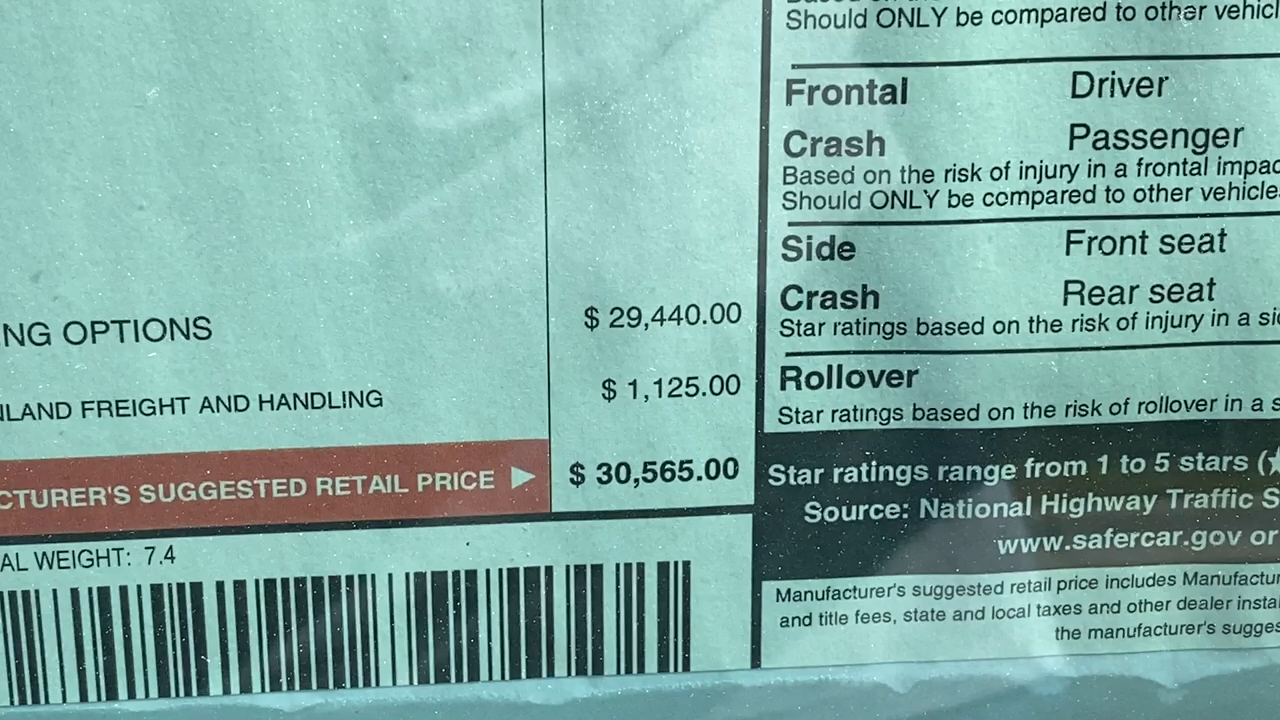 Should ONLY be compared to other vehicl
Frontal Driver
Crash Passenger
Based on the risk of injury in a frontal impac
Should ONLY be compared to other vehicle
Side Front seat
Crash Rear seat
Star ratings based on the risk of injury in a si
Rollover
Star ratings based on the risk of rollover in a s
Star ratings range from 1 to 5 stars (★
Source: National Highway Traffic S
www.safercar.gov or
Manufacturer's suggested retail price includes Manufactur
and title fees, state and local taxes and other dealer instal
the manufacturer's sugges
NG OPTIONS $ 29,440.00
NLAND FREIGHT AND HANDLING $ 1,125.00
CTURER'S SUGGESTED RETAIL PRICE ▶ $ 30,565.00
AL WEIGHT: 7.4